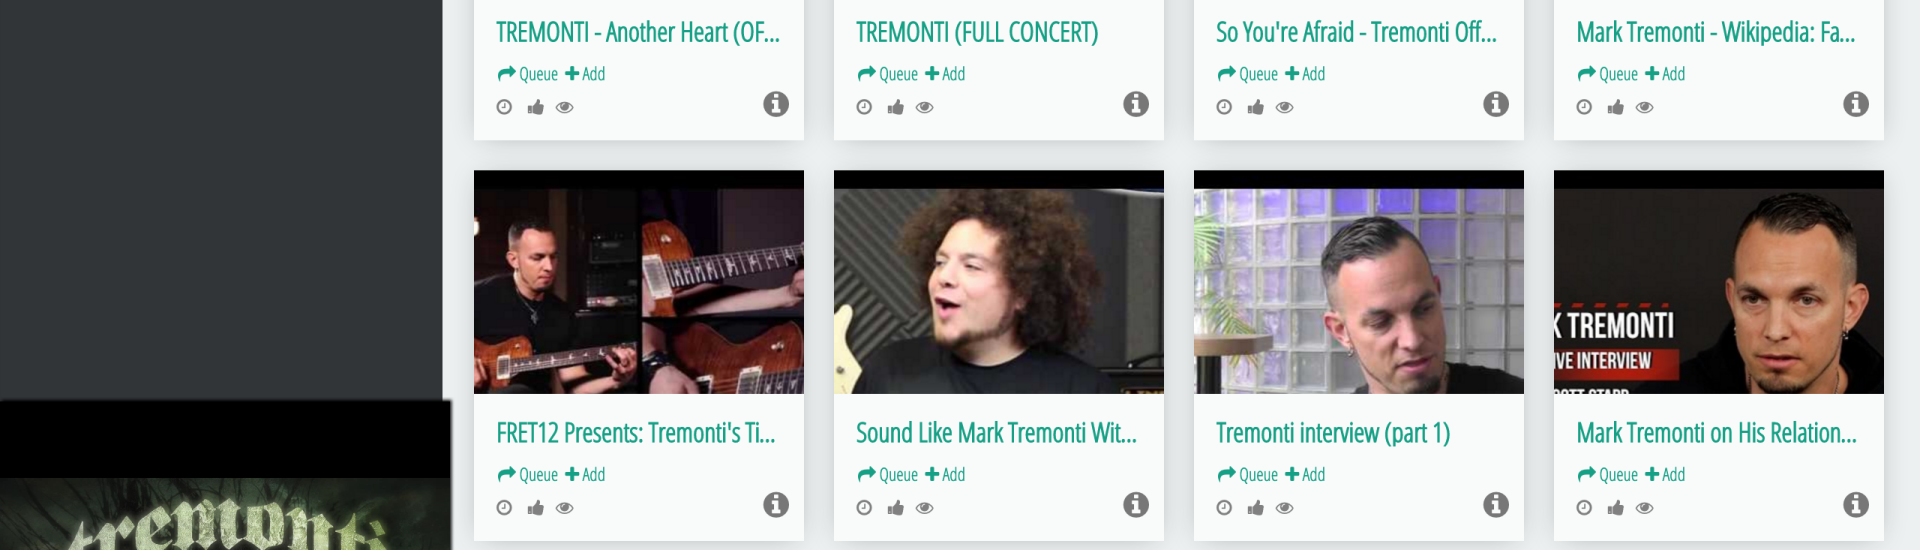 TREMONTI - Another Heart (OF...
TREMONTI (FULL CONCERT)
So You're Afraid - Tremonti Off...
Mark Tremonti - Wikipedia: Fa...
Queue Add
Queue Add
Queue Add
Queue Add
K TREMONTI
IVE INTERVIEW
FRET12 Presents: Tremonti's Ti...
Sound Like Mark Tremonti Wit...
Tremonti interview (part 1)
Mark Tremonti on His Relation...
Queue Add
Queue Add
Queue Add
Queue Add
tremonti